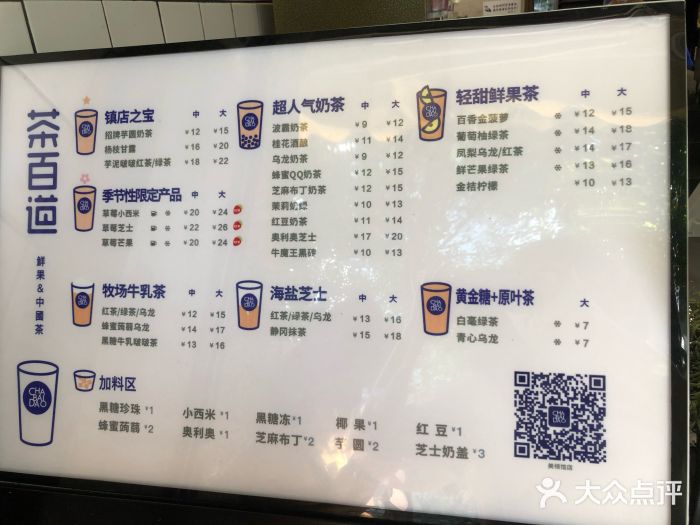 茶百道
鲜果&中國茶
镇店之宝 中 大
招牌芋圆奶茶 ¥12 ¥15
杨枝甘露 ¥16 ¥20
芋泥啵啵红茶/绿茶 ¥18 ¥22
季节性限定产品 中 大
草莓小西米 ¥20 ¥24
草莓芝士 ¥22 ¥26
草莓芒果 ¥20 ¥24
牧场牛乳茶 中 大
红茶/绿茶/乌龙 ¥12 ¥15
蜂蜜蒟蒻乌龙 ¥14 ¥17
黑糖牛乳啵啵茶 ¥13 ¥16
超人气奶茶 中 大
波霸奶茶 ¥9 ¥12
桂花酒酿 ¥11 ¥14
乌龙奶茶 ¥9 ¥12
蜂蜜QQ奶茶 ¥12 ¥15
芝麻布丁奶茶 ¥12 ¥15
茉莉奶绿 ¥10 ¥13
红豆奶茶 ¥11 ¥14
奥利奥芝士 ¥17 ¥20
牛魔王黑砖 ¥10 ¥13
海盐芝士 中 大
红茶/绿茶/乌龙 ¥13 ¥16
静冈抹茶 ¥15 ¥18
轻甜鲜果茶 中 大
百香金菠萝 ¥12 ¥15
葡萄柚绿茶 ¥14 ¥18
凤梨乌龙/红茶 ¥14 ¥18
鲜芒果绿茶 ¥13 ¥16
金桔柠檬 ¥10 ¥13
黄金糖+原叶茶 大
白毫绿茶 ¥7
青心乌龙 ¥7
CHA
BAI
DAO
加料区
黑糖珍珠 ¥1 小西米 ¥1 黑糖冻 ¥1 椰果 ¥1 红豆 ¥1
蜂蜜蒟蒻 ¥2 奥利奥 ¥1 芝麻布丁 ¥2 芋圆 ¥2 芝士奶盖 ¥3
美领馆店
大众点评